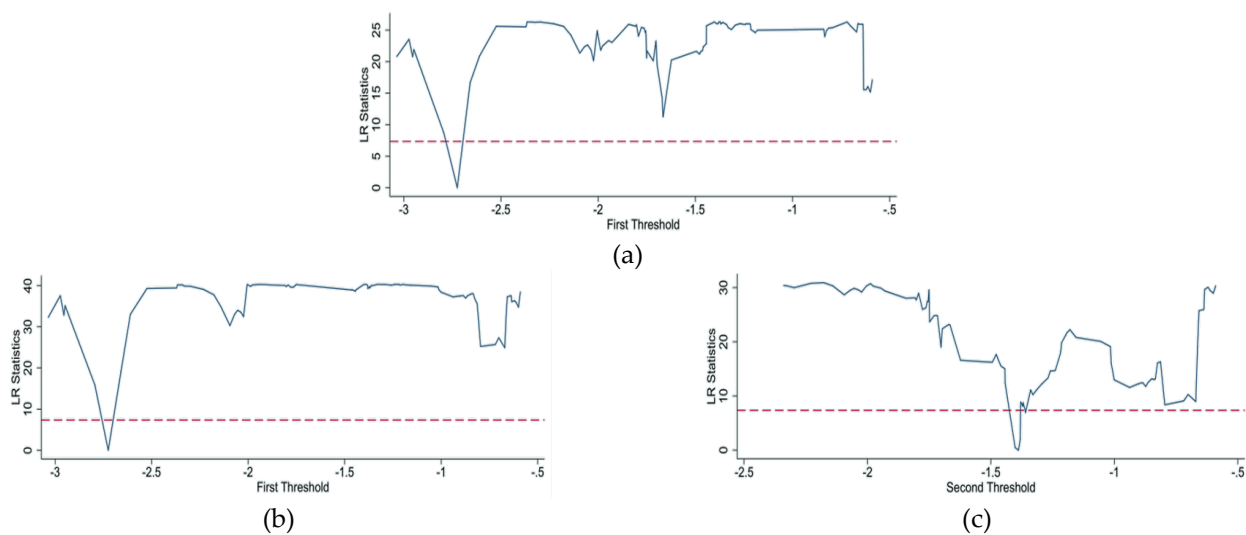 LR Statistics
25
20
15
10
5
0
-3 -2.5 -2 -1.5 -1 -.5
First Threshold
(a)
LR Statistics
40
30
20
10
0
-3 -2.5 -2 -1.5 -1 -.5
First Threshold
(b)
LR Statistics
30
20
10
0
-2.5 -2 -1.5 -1 -.5
Second Threshold
(c)